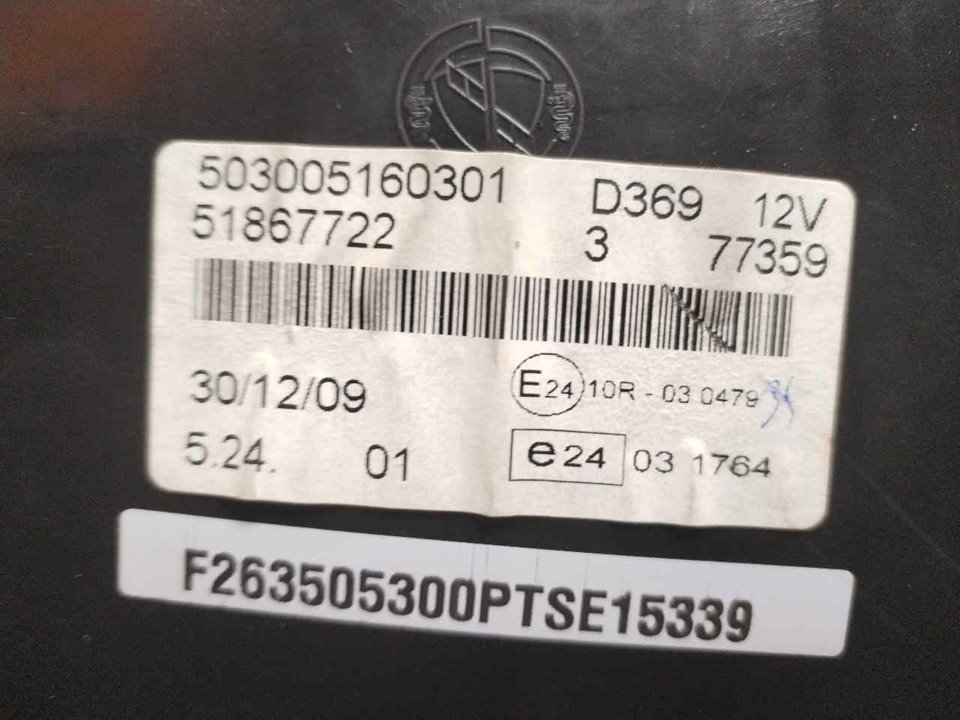 503005160301 D369 12V
51867722 3 77359
30/12/09 E24 10R - 03 0479
5.24. 01 e24 03 1764
F263505300PTSE15339